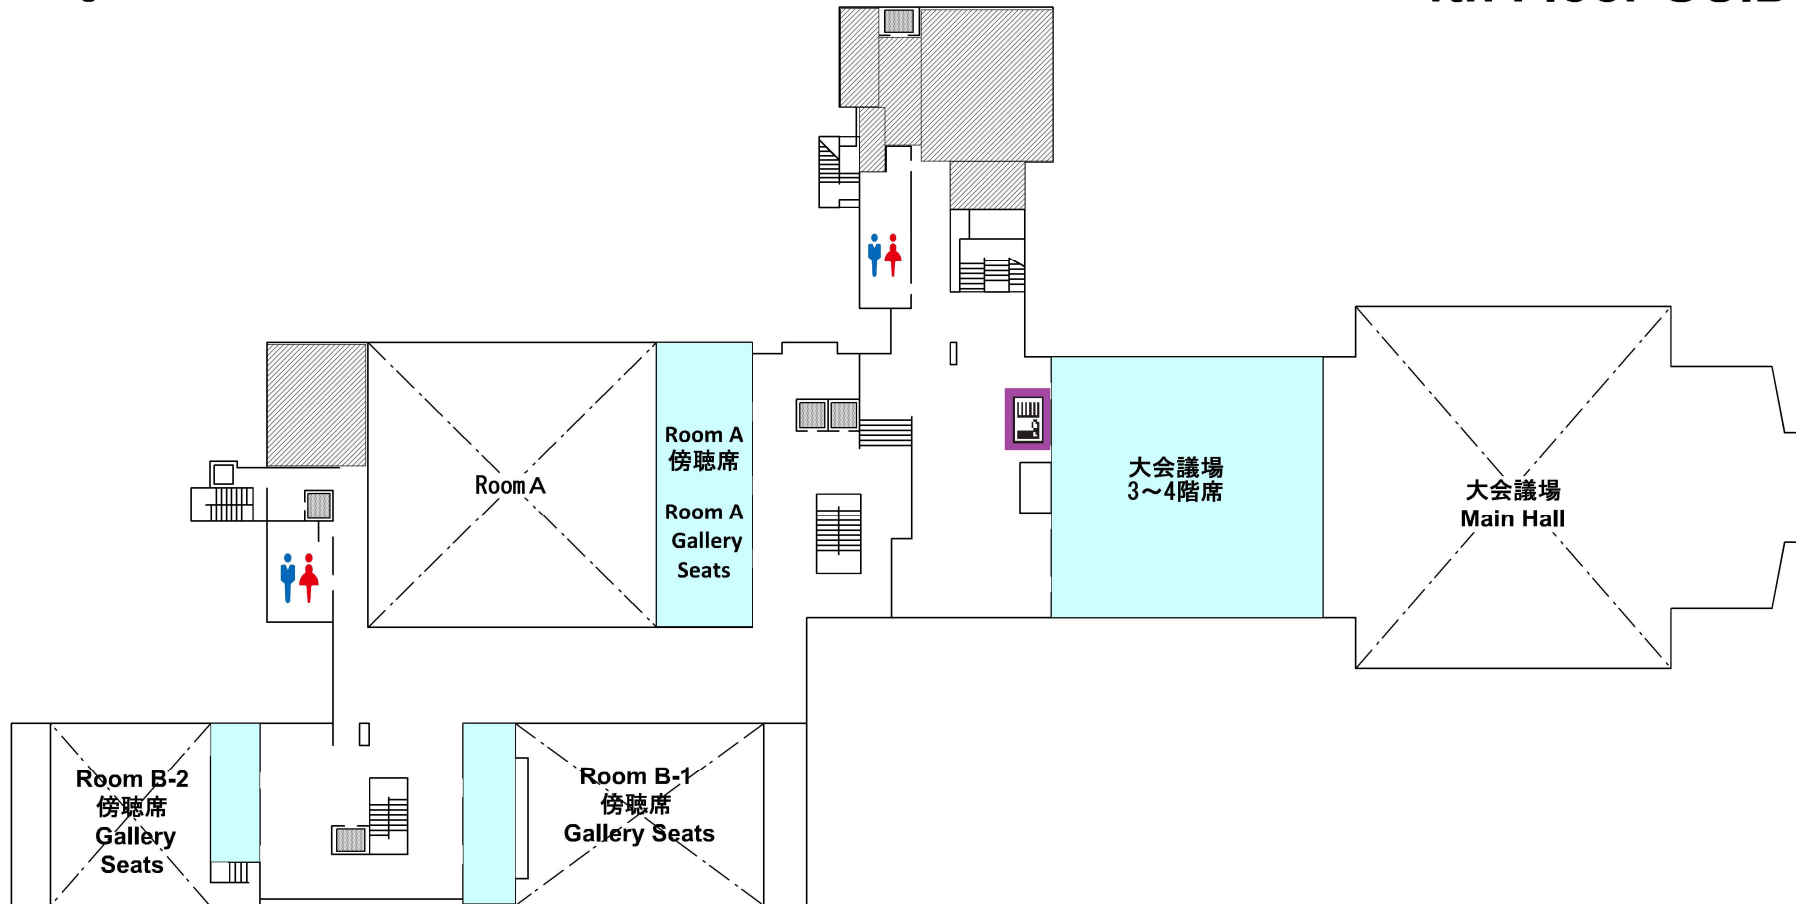 Room A
傍聴席
Room A
Gallery
Seats
Room A
大会議場
3～4階席
大会議場
Main Hall
Room B-2
傍聴席
Gallery
Seats
Room B-1
傍聴席
Gallery Seats